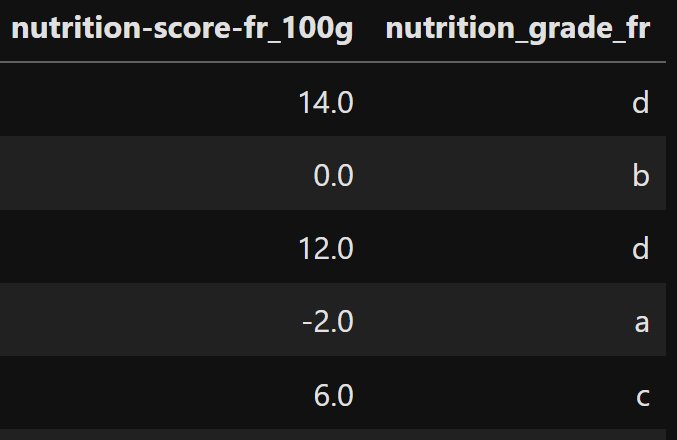 nutrition-score-fr_100g nutrition_grade_fr
14.0 d
0.0 b
12.0 d
-2.0 a
6.0 c